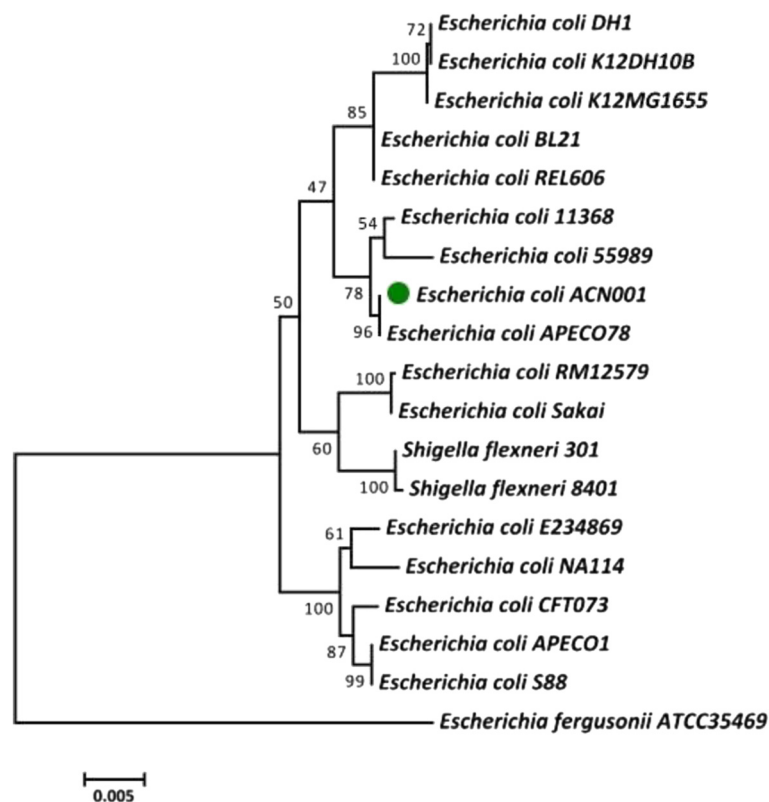 72
Escherichia coli DH1
100
Escherichia coli K12DH10B
Escherichia coli K12MG1655
85
Escherichia coli BL21
Escherichia coli REL606
47
54
Escherichia coli 11368
Escherichia coli 55989
78
Escherichia coli ACN001
50
96
Escherichia coli APECO78
100
Escherichia coli RM12579
Escherichia coli Sakai
60
Shigella flexneri 301
100
Shigella flexneri 8401
61
Escherichia coli E234869
Escherichia coli NA114
100
Escherichia coli CFT073
87
Escherichia coli APECO1
99
Escherichia coli S88
Escherichia fergusonii ATCC35469
0.005